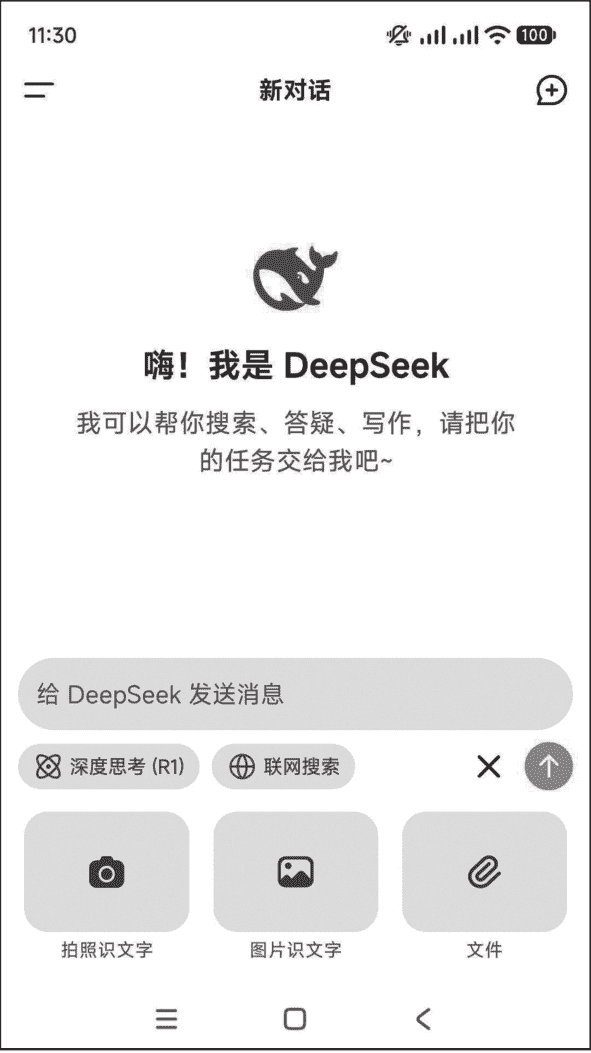 11:30
100
新对话
嗨！我是 DeepSeek
我可以帮你搜索、答疑、写作，请把你
的任务交给我吧~
给 DeepSeek 发送消息
深度思考 (R1)
联网搜索
拍照识文字
图片识文字
文件